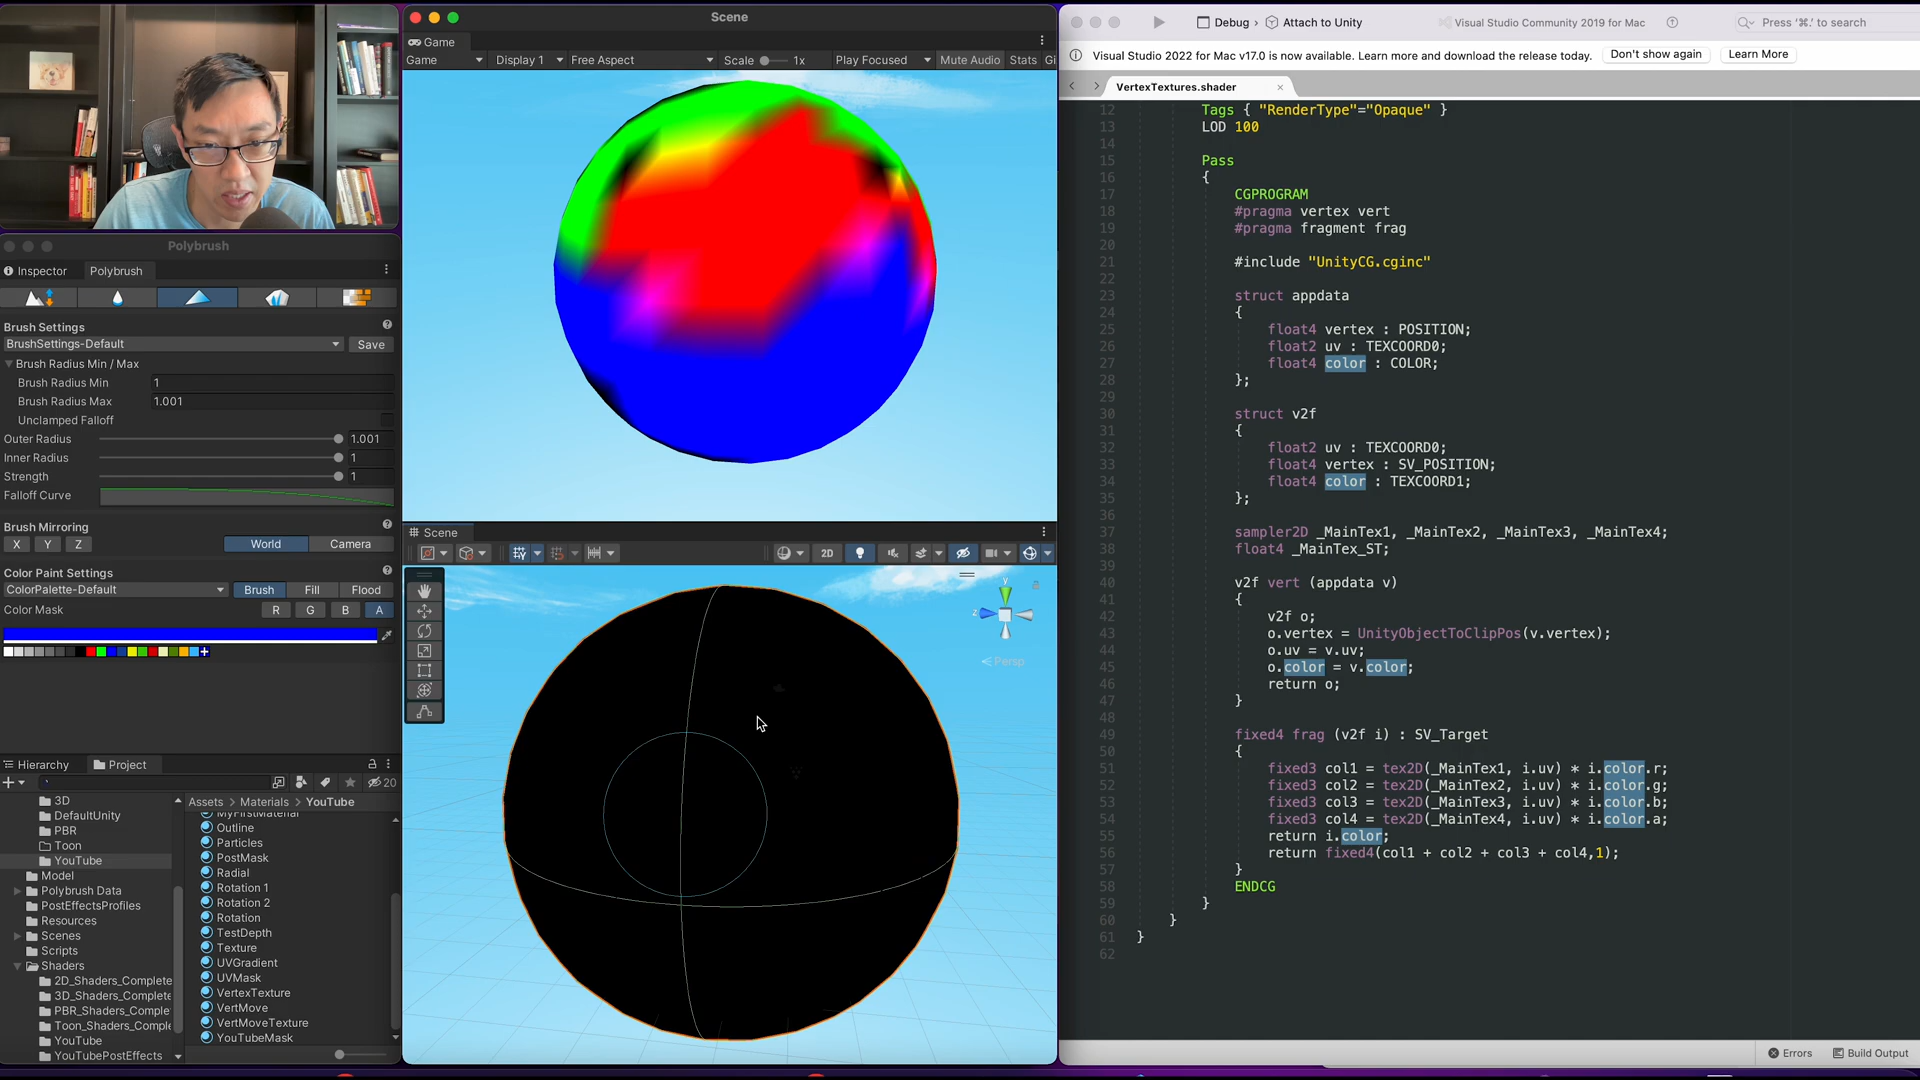 Scene
Game
Game
Display 1
Free Aspect
Scale
1x
Play Focused
Mute Audio
Stats
Gi
Polybrush
Inspector
Polybrush
Brush Settings
BrushSettings-Default
Save
Brush Radius Min / Max
Brush Radius Min
1
Brush Radius Max
1.001
Unclamped Falloff
Outer Radius
1.001
Inner Radius
1
Strength
1
Falloff Curve
Brush Mirroring
X
Y
Z
World
Camera
Color Paint Settings
ColorPalette-Default
Brush
Fill
Flood
Color Mask
R
G
B
A
Hierarchy
Project
20
3D
DefaultUnity
PBR
Toon
YouTube
Model
Polybrush Data
PostEffectsProfiles
Resources
Scenes
Scripts
Shaders
2D_Shaders_Complete
3D_Shaders_Complete
PBR_Shaders_Comple
Toon_Shaders_Compl
YouTube
YouTubePostEffects
Assets > Materials > YouTube
MyFirstMaterial
Outline
Particles
PostMask
Radial
Rotation 1
Rotation 2
Rotation
TestDepth
Texture
UVGradient
UVMask
VertexTexture
VertMove
VertMoveTexture
YouTubeMask
Scene
2D
y
z
Persp
Debug > Attach to Unity
Visual Studio Community 2019 for Mac
Press '⌘.' to search
Visual Studio 2022 for Mac v17.0 is now available. Learn more and download the release today.
Don't show again
Learn More
VertexTextures.shader
12 Tags { "RenderType"="Opaque" }
13 LOD 100
14
15 Pass
16 {
17 CGPROGRAM
18 #pragma vertex vert
19 #pragma fragment frag
20
21 #include "UnityCG.cginc"
22
23 struct appdata
24 {
25 float4 vertex : POSITION;
26 float2 uv : TEXCOORD0;
27 float4 color : COLOR;
28 };
29
30 struct v2f
31 {
32 float2 uv : TEXCOORD0;
33 float4 vertex : SV_POSITION;
34 float4 color : TEXCOORD1;
35 };
36
37 sampler2D _MainTex1, _MainTex2, _MainTex3, _MainTex4;
38 float4 _MainTex_ST;
39
40 v2f vert (appdata v)
41 {
42 v2f o;
43 o.vertex = UnityObjectToClipPos(v.vertex);
44 o.uv = v.uv;
45 o.color = v.color;
46 return o;
47 }
48
49 fixed4 frag (v2f i) : SV_Target
50 {
51 fixed3 col1 = tex2D(_MainTex1, i.uv) * i.color.r;
52 fixed3 col2 = tex2D(_MainTex2, i.uv) * i.color.g;
53 fixed3 col3 = tex2D(_MainTex3, i.uv) * i.color.b;
54 fixed3 col4 = tex2D(_MainTex4, i.uv) * i.color.a;
55 return i.color;
56 return fixed4(col1 + col2 + col3 + col4,1);
57 }
58 ENDCG
59 }
60 }
61 }
62
Errors
Build Output